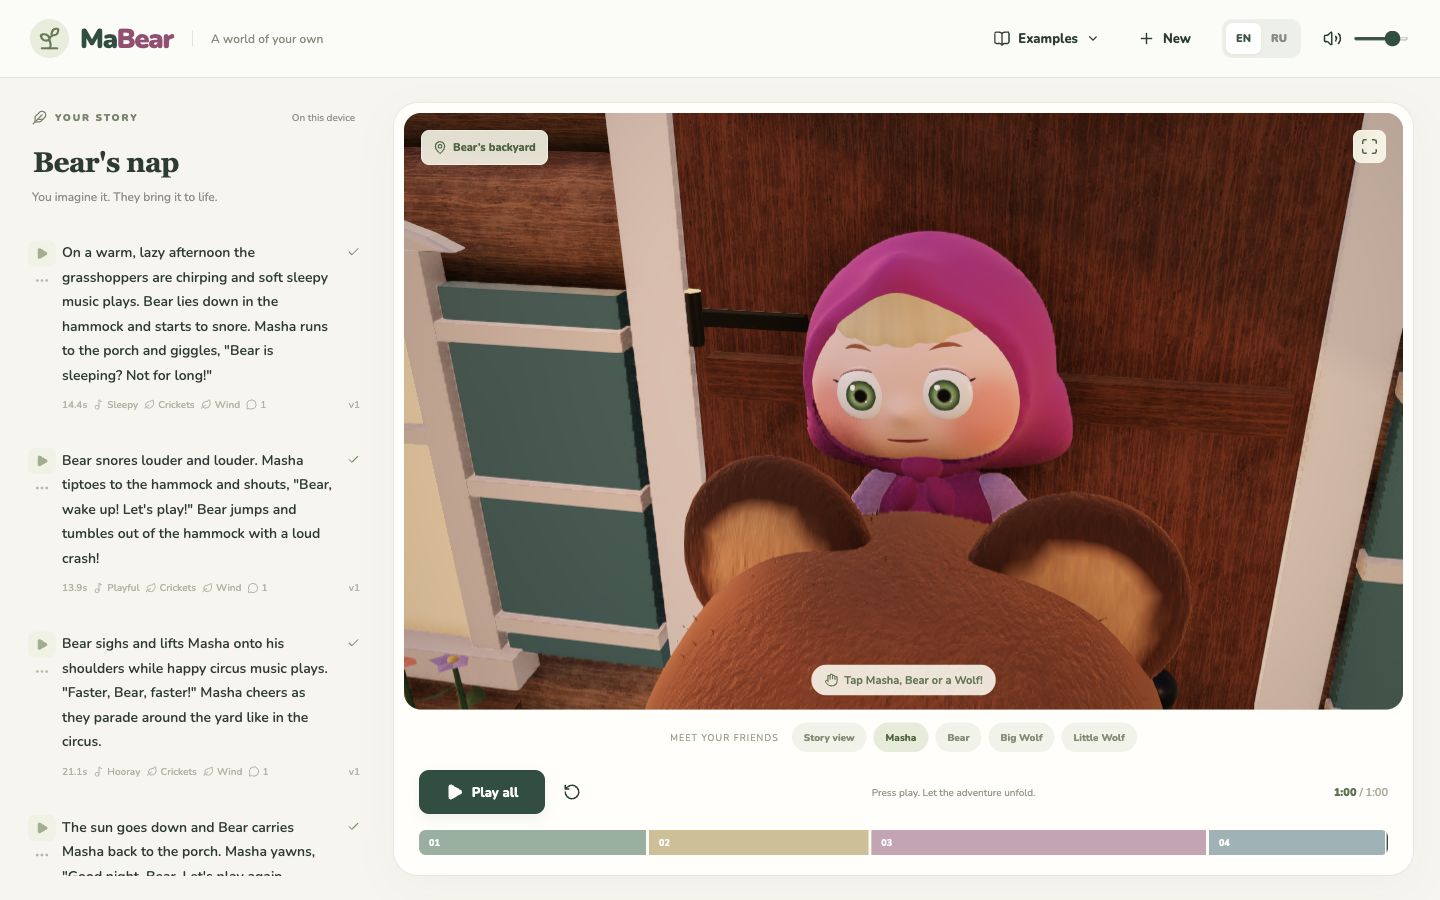 MaBear
A world of your own
Examples
New
EN
RU
YOUR STORY
On this device
Bear's nap
You imagine it. They bring it to life.
On a warm, lazy afternoon the
grasshoppers are chirping and soft sleepy
music plays. Bear lies down in the
hammock and starts to snore. Masha runs
to the porch and giggles, "Bear is
sleeping? Not for long!"
14.4s Sleepy Crickets Wind 1 v1
Bear snores louder and louder. Masha
tiptoes to the hammock and shouts, "Bear,
wake up! Let's play!" Bear jumps and
tumbles out of the hammock with a loud
crash!
13.9s Playful Crickets Wind 1 v1
Bear sighs and lifts Masha onto his
shoulders while happy circus music plays.
"Faster, Bear, faster!" Masha cheers as
they parade around the yard like in the
circus.
21.1s Hooray Crickets Wind 1 v1
The sun goes down and Bear carries
Masha back to the porch. Masha yawns,
"Good night, Bear. Let's play again
Bear's backyard
Tap Masha, Bear or a Wolf!
MEET YOUR FRIENDS
Story view
Masha
Bear
Big Wolf
Little Wolf
Play all
Press play. Let the adventure unfold.
1:00 / 1:00
01
02
03
04